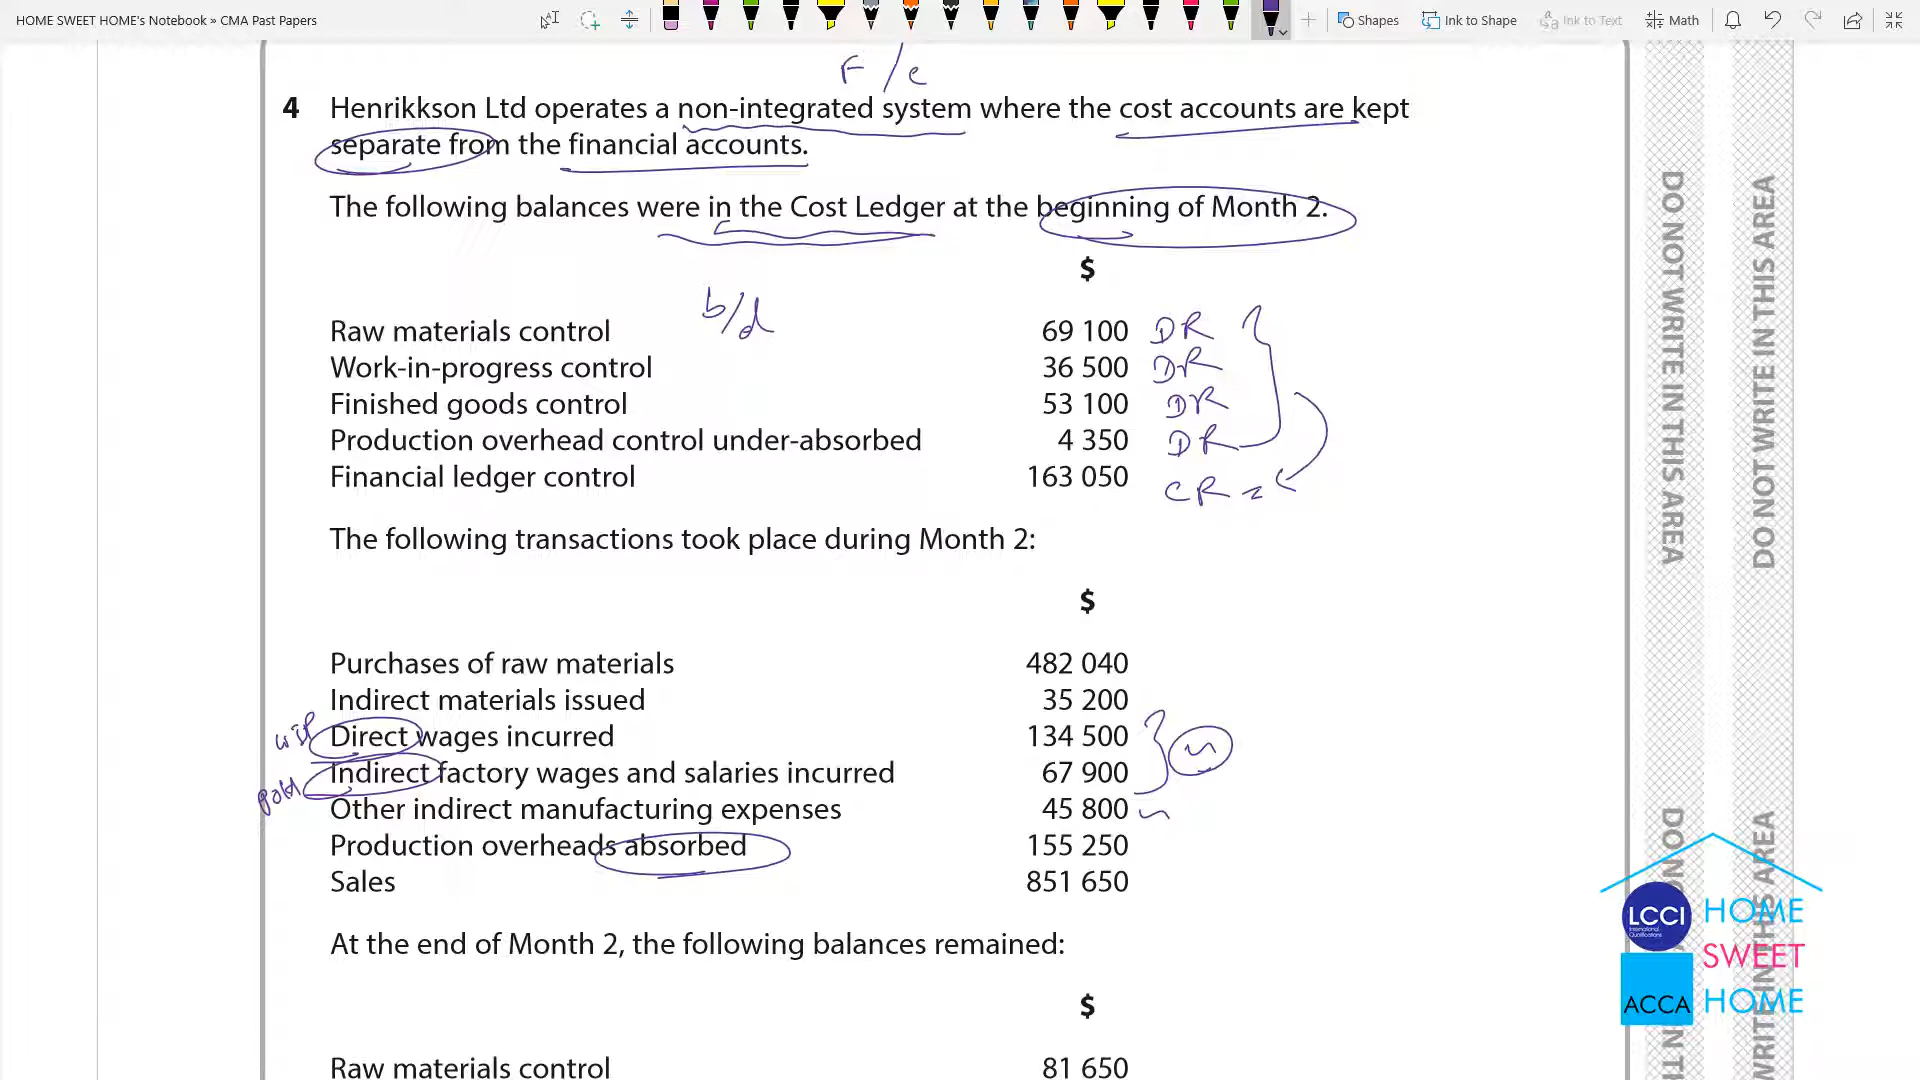 HOME SWEET HOME's Notebook » CMA Past Papers
Shapes
Ink to Shape
Ink to Text
Math
F/c
4 Henrikkson Ltd operates a non-integrated system where the cost accounts are kept
separate from the financial accounts.
The following balances were in the Cost Ledger at the beginning of Month 2.
$
b/d
Raw materials control 69 100 DR
Work-in-progress control 36 500 DR
Finished goods control 53 100 DR
Production overhead control under-absorbed 4 350 DR
Financial ledger control 163 050 CR
The following transactions took place during Month 2:
$
Purchases of raw materials 482 040
Indirect materials issued 35 200
WIP Direct wages incurred 134 500
Indirect factory wages and salaries incurred 67 900
Other indirect manufacturing expenses 45 800
Production overheads absorbed 155 250
Sales 851 650
At the end of Month 2, the following balances remained:
$
Raw materials control 81 650
DO NOT WRITE IN THIS AREA
DO NOT WRITE IN THIS AREA
LCCI
International Qualifications
ACCA
HOME
SWEET
HOME